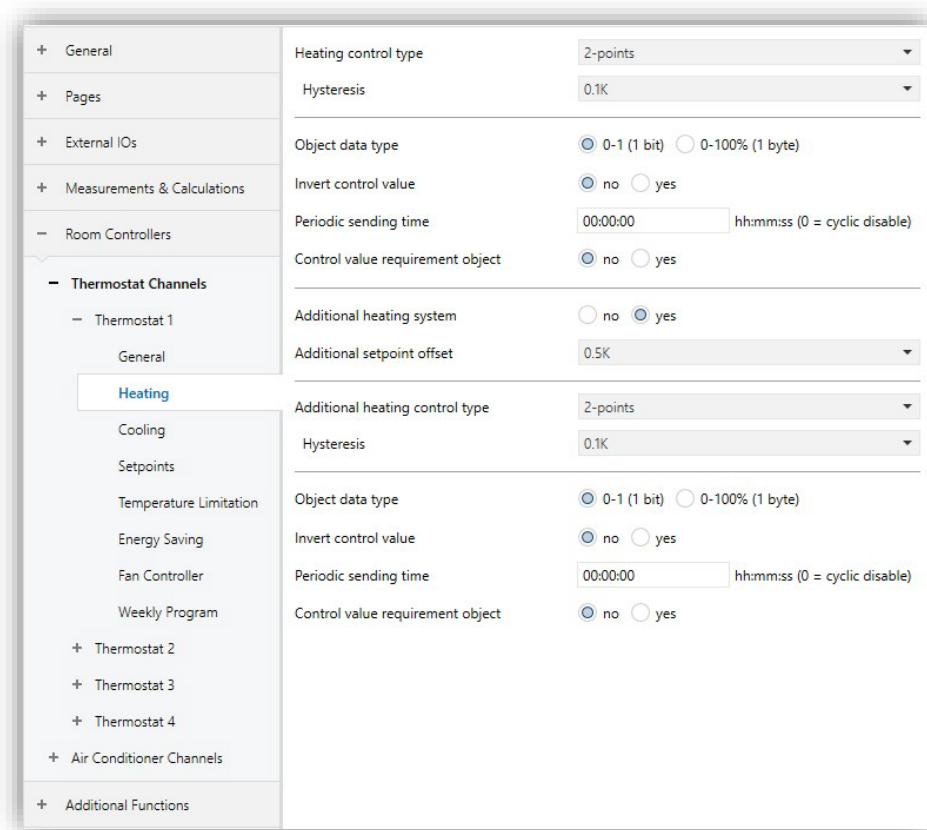 General
Pages
External IOs
Measurements & Calculations
Room Controllers
Thermostat Channels
Thermostat 1
General
Heating
Cooling
Setpoints
Temperature Limitation
Energy Saving
Fan Controller
Weekly Program
Thermostat 2
Thermostat 3
Thermostat 4
Air Conditioner Channels
Additional Functions
Heating control type 2-points
Hysteresis 0.1K
Object data type 0-1 (1 bit) 0-100% (1 byte)
Invert control value no yes
Periodic sending time 00:00:00 hh:mm:ss (0 = cyclic disable)
Control value requirement object no yes
Additional heating system no yes
Additional setpoint offset 0.5K
Additional heating control type 2-points
Hysteresis 0.1K
Object data type 0-1 (1 bit) 0-100% (1 byte)
Invert control value no yes
Periodic sending time 00:00:00 hh:mm:ss (0 = cyclic disable)
Control value requirement object no yes